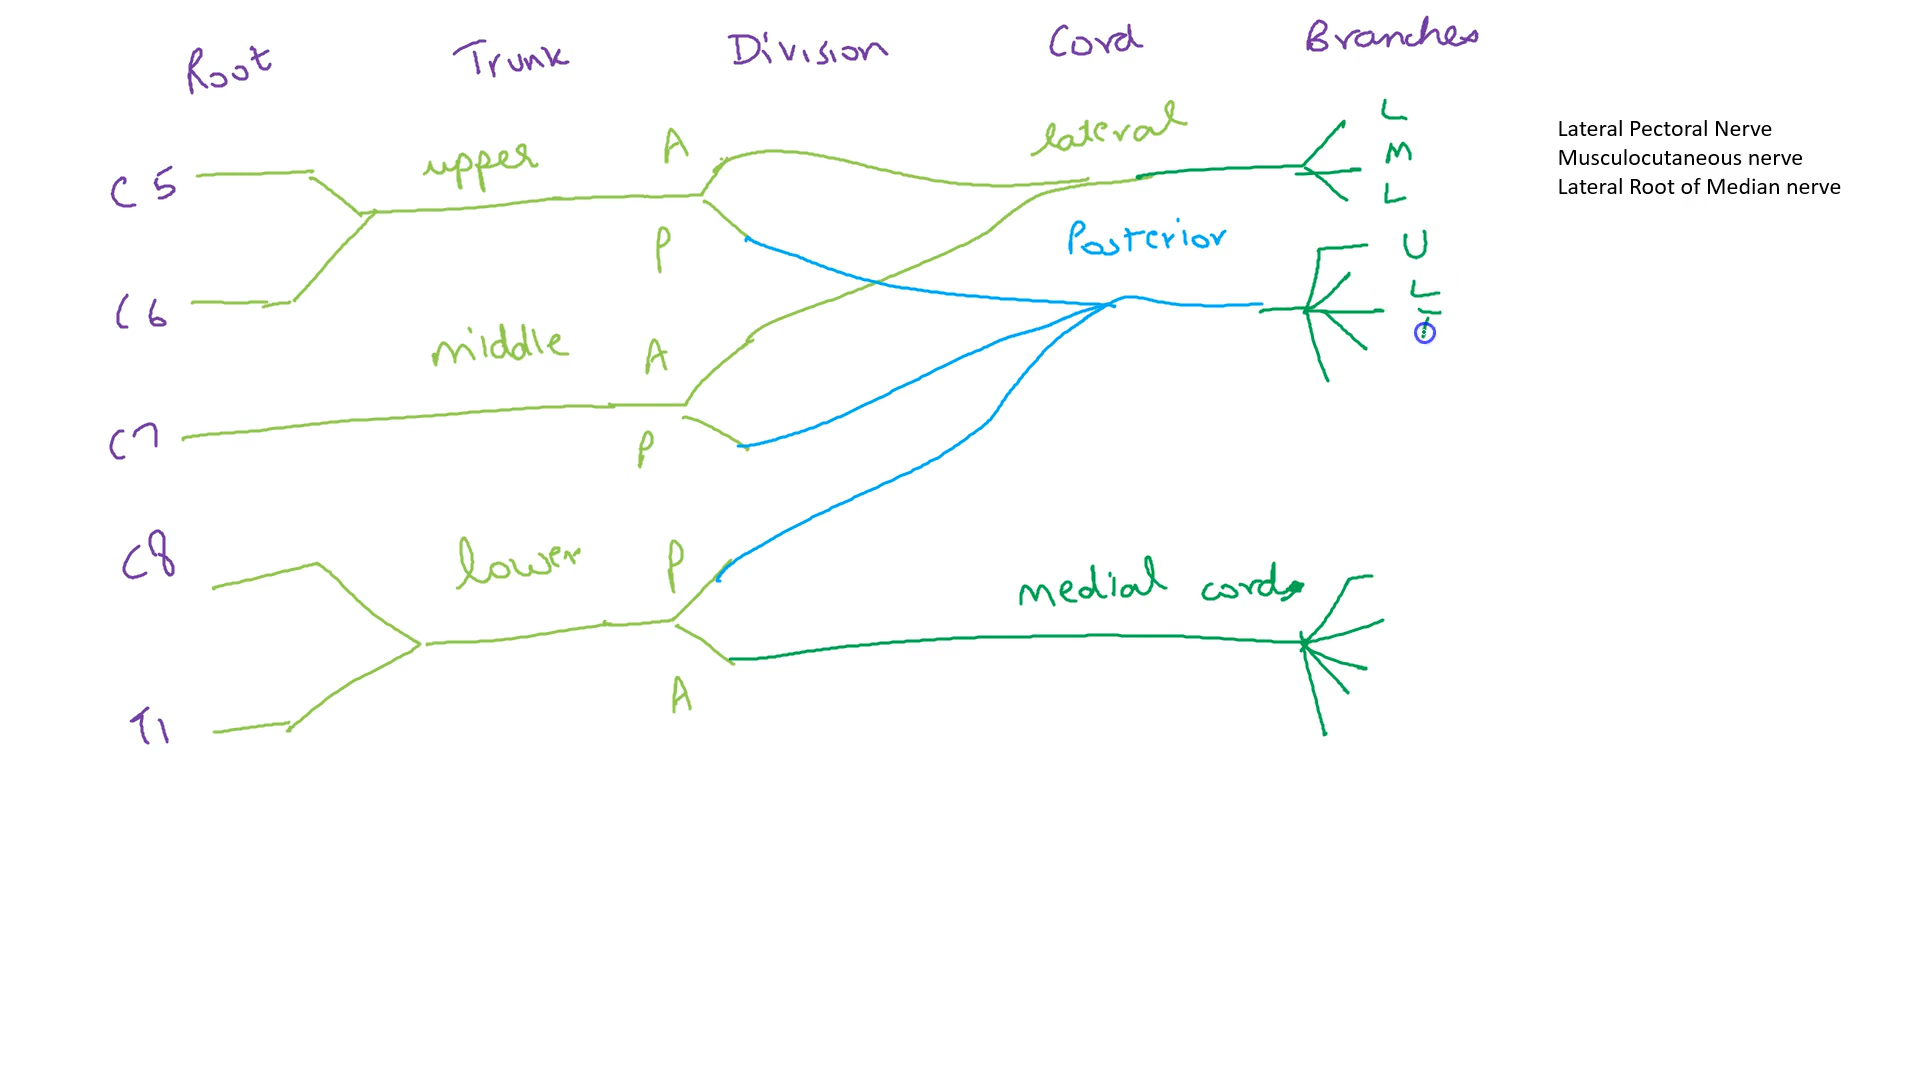 Root Trunk Division Cord Branches
C5 upper A lateral L
M
L
Lateral Pectoral Nerve
Musculocutaneous nerve
Lateral Root of Median nerve
P Posterior U
L
C6
middle A
C7 P
C8 lower P medial cord
T1 A